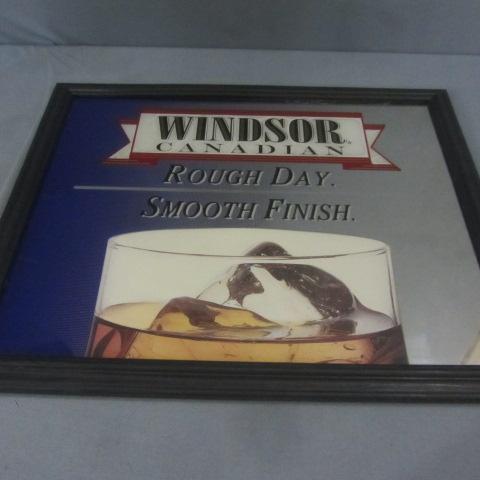 WINDSOR
CANADIAN
ROUGH DAY.
SMOOTH FINISH.